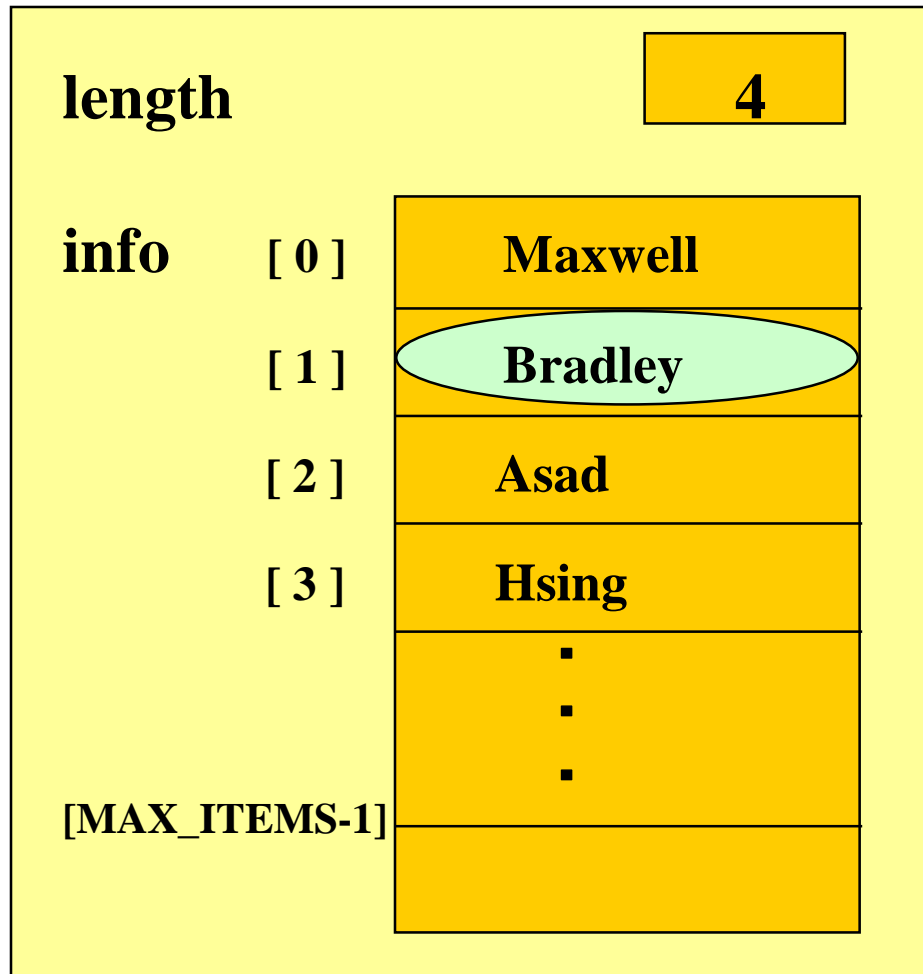 length 4
info [ 0 ] Maxwell
[ 1 ] Bradley
[ 2 ] Asad
[ 3 ] Hsing
.
.
.
[MAX_ITEMS-1]